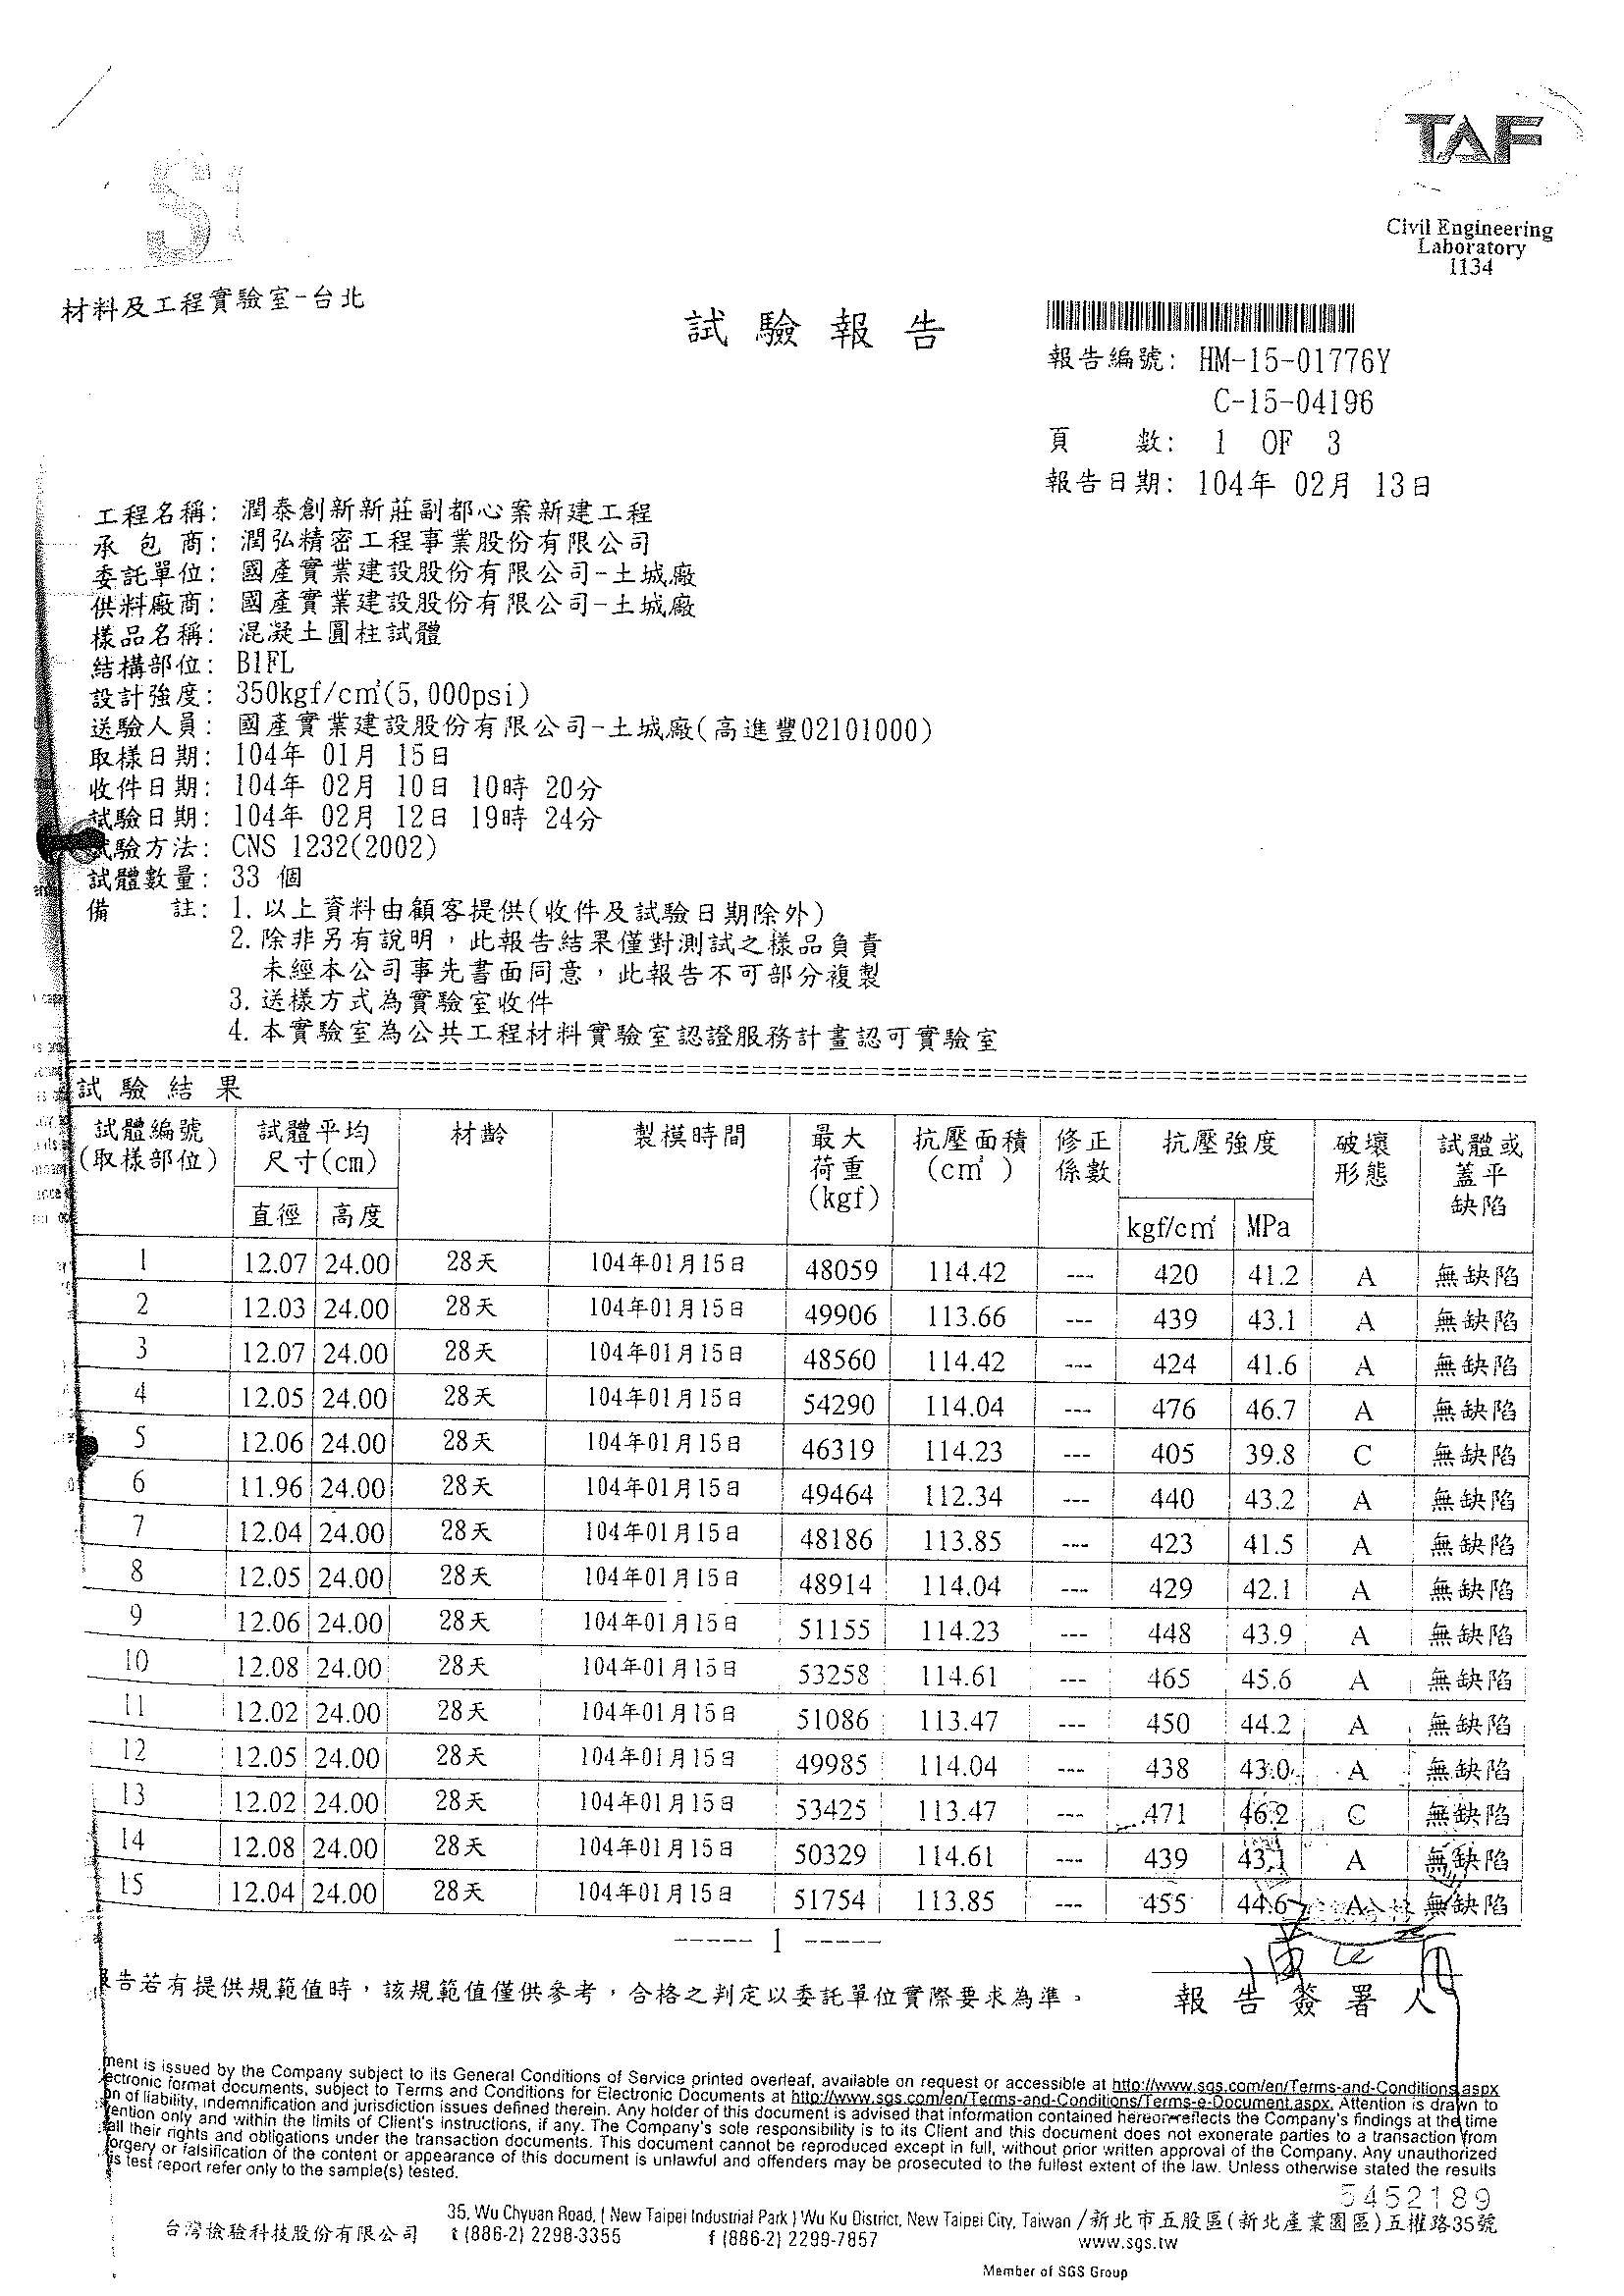 TAF
Civil Engineering
Laboratory
1134
材料及工程實驗室-台北
試驗報告
報告編號: HM-15-01776Y
C-15-04196
頁 數: 1 OF 3
報告日期: 104年 02月 13日
工程名稱: 潤泰創新新莊副都心案新建工程
承包商: 潤弘精密工程事業股份有限公司
委託單位: 國產實業建設股份有限公司-土城廠
供料廠商: 國產實業建設股份有限公司-土城廠
樣品名稱: 混凝土圓柱試體
結構部位: B1FL
設計強度: 350kgf/cm²(5,000psi)
送驗人員: 國產實業建設股份有限公司-土城廠(高進豐02101000)
取樣日期: 104年 01月 15日
收件日期: 104年 02月 10日 10時 20分
試驗日期: 104年 02月 12日 19時 24分
試驗方法: CNS 1232(2002)
試體數量: 33 個
備 註: 1. 以上資料由顧客提供(收件及試驗日期除外)
2. 除非另有說明，此報告結果僅對測試之樣品負責
未經本公司事先書面同意，此報告不可部分複製
3. 送樣方式為實驗室收件
4. 本實驗室為公共工程材料實驗室認證服務計畫認可實驗室
試驗結果
試體編號 試體平均 材齡 製模時間 最大 抗壓面積 修正 抗壓強度 破壞 試體或
(取樣部位) 尺寸(cm) 荷重 (cm²) 係數 形態 蓋平
(kgf) 缺陷
直徑 高度 kgf/cm² MPa
1 12.07 24.00 28天 104年01月15日 48059 114.42 --- 420 41.2 A 無缺陷
2 12.03 24.00 28天 104年01月15日 49906 113.66 --- 439 43.1 A 無缺陷
3 12.07 24.00 28天 104年01月15日 48560 114.42 --- 424 41.6 A 無缺陷
4 12.05 24.00 28天 104年01月15日 54290 114.04 --- 476 46.7 A 無缺陷
5 12.06 24.00 28天 104年01月15日 46319 114.23 --- 405 39.8 C 無缺陷
6 11.96 24.00 28天 104年01月15日 49464 112.34 --- 440 43.2 A 無缺陷
7 12.04 24.00 28天 104年01月15日 48186 113.85 --- 423 41.5 A 無缺陷
8 12.05 24.00 28天 104年01月15日 48914 114.04 --- 429 42.1 A 無缺陷
9 12.06 24.00 28天 104年01月15日 51155 114.23 --- 448 43.9 A 無缺陷
10 12.08 24.00 28天 104年01月15日 53258 114.61 --- 465 45.6 A 無缺陷
11 12.02 24.00 28天 104年01月15日 51086 113.47 --- 450 44.2 A 無缺陷
12 12.05 24.00 28天 104年01月15日 49985 114.04 --- 438 43.0 A 無缺陷
13 12.02 24.00 28天 104年01月15日 53425 113.47 --- 471 46.2 C 無缺陷
14 12.08 24.00 28天 104年01月15日 50329 114.61 --- 439 43.1 A 無缺陷
15 12.04 24.00 28天 104年01月15日 51754 113.85 --- 455 44.6 A 無缺陷
----- 1 -----
告若有提供規範值時，該規範值僅供參考，合格之判定以委託單位實際要求為準。
報告簽署人
ment is issued by the Company subject to its General Conditions of Service printed overleaf, available on request or accessible at http://www.sgs.com/en/Terms-and-Conditions.aspx
ectronic format documents, subject to Terms and Conditions for Electronic Documents at http://www.sgs.com/en/Terms-and-Conditions/Terms-e-Document.aspx. Attention is drawn to
on of liability, indemnification and jurisdiction issues defined therein. Any holder of this document is advised that information contained hereon reflects the Company's findings at the time
vention only and within the limits of Client's instructions, if any. The Company's sole responsibility is to its Client and this document does not exonerate parties to a transaction from
all their rights and obligations under the transaction documents. This document cannot be reproduced except in full, without prior written approval of the Company. Any unauthorized
forgery or falsification of the content or appearance of this document is unlawful and offenders may be prosecuted to the fullest extent of the law. Unless otherwise stated the results
is test report refer only to the sample(s) tested.
5452189
台灣檢驗科技股份有限公司
35, Wu Chyuan Road, ( New Taipei Industrial Park ) Wu Ku District, New Taipei City, Taiwan /新北市五股區(新北產業園區)五權路35號
t (886-2) 2298-3355 f (886-2) 2299-7857 www.sgs.tw
Member of SGS Group